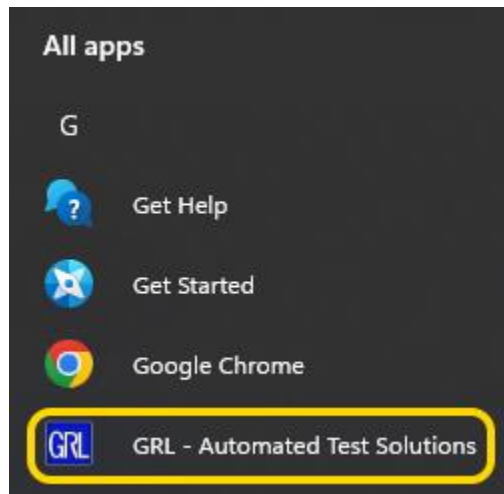 All apps
G
Get Help
Get Started
Google Chrome
GRL GRL - Automated Test Solutions